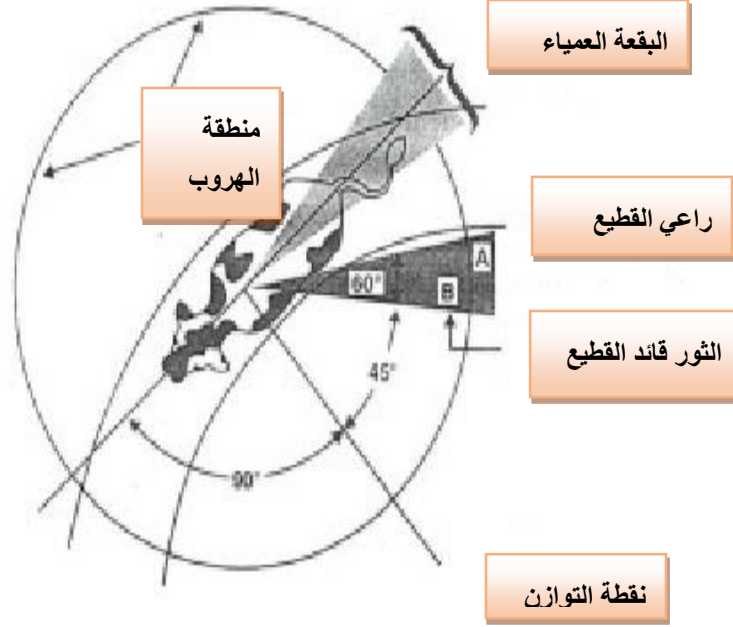 البقعة العمياء
منطقة
الهروب
راعي القطيع
A
60°
B
الثور قائد القطيع
45°
90°
نقطة التوازن